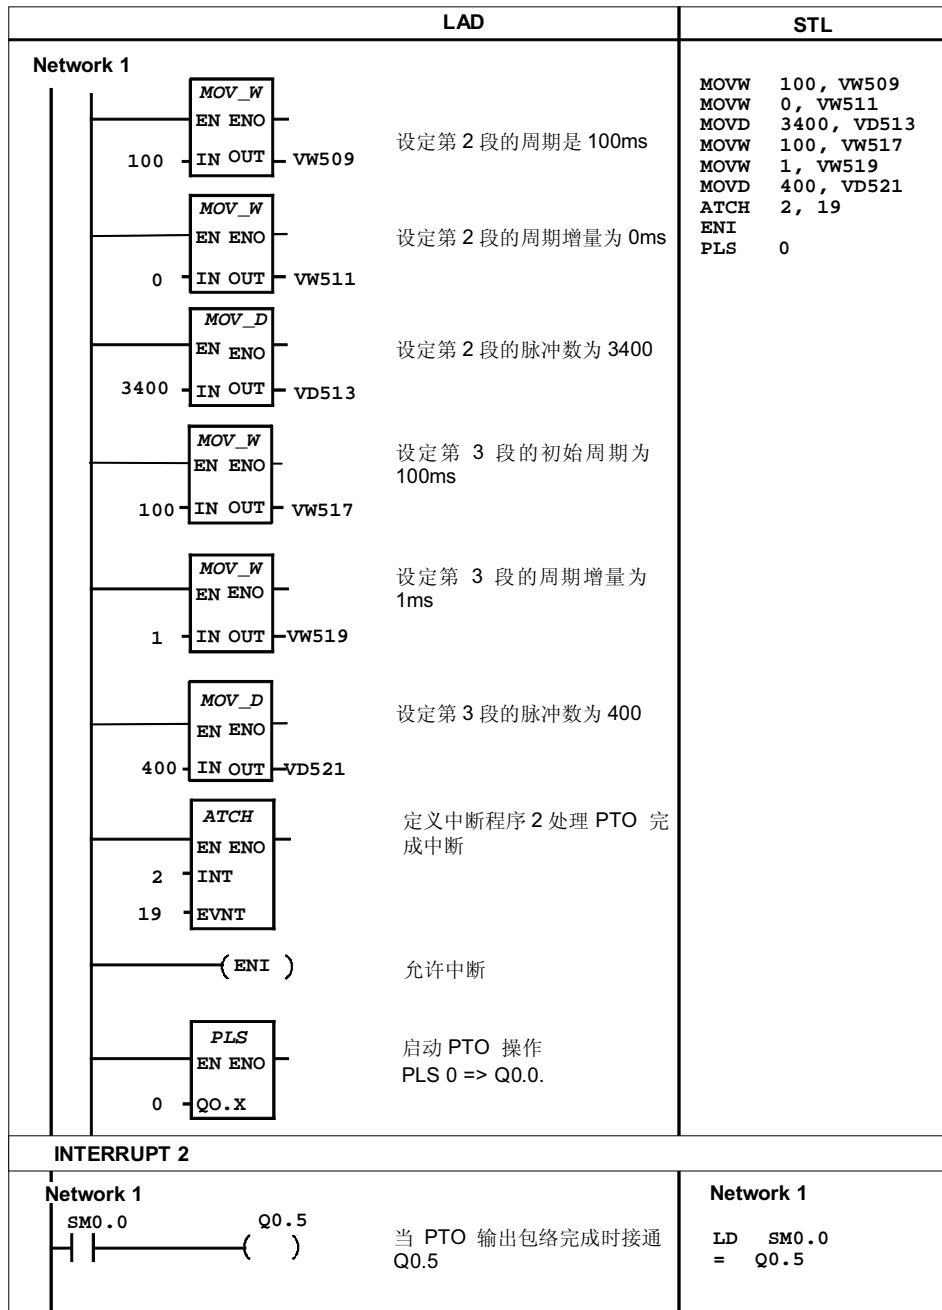 LAD
STL
Network 1
MOV_W
EN ENO
100 IN OUT VW509
设定第 2 段的周期是 100ms
MOV_W
EN ENO
0 IN OUT VW511
设定第 2 段的周期增量为 0ms
MOV_D
EN ENO
3400 IN OUT VD513
设定第 2 段的脉冲数为 3400
MOV_W
EN ENO
100 IN OUT VW517
设定第 3 段的初始周期为
100ms
MOV_W
EN ENO
1 IN OUT VW519
设定第 3 段的周期增量为
1ms
MOV_D
EN ENO
400 IN OUT VD521
设定第 3 段的脉冲数为 400
ATCH
EN ENO
2 INT
19 EVNT
定义中断程序 2 处理 PTO 完
成中断
( ENI )
允许中断
PLS
EN ENO
0 QO.X
启动 PTO 操作
PLS 0 => Q0.0.
MOVW 100, VW509
MOVW 0, VW511
MOVD 3400, VD513
MOVW 100, VW517
MOVW 1, VW519
MOVD 400, VD521
ATCH 2, 19
ENI
PLS 0
INTERRUPT 2
Network 1
SM0.0 Q0.5
( )
当 PTO 输出包络完成时接通
Q0.5
Network 1
LD SM0.0
= Q0.5